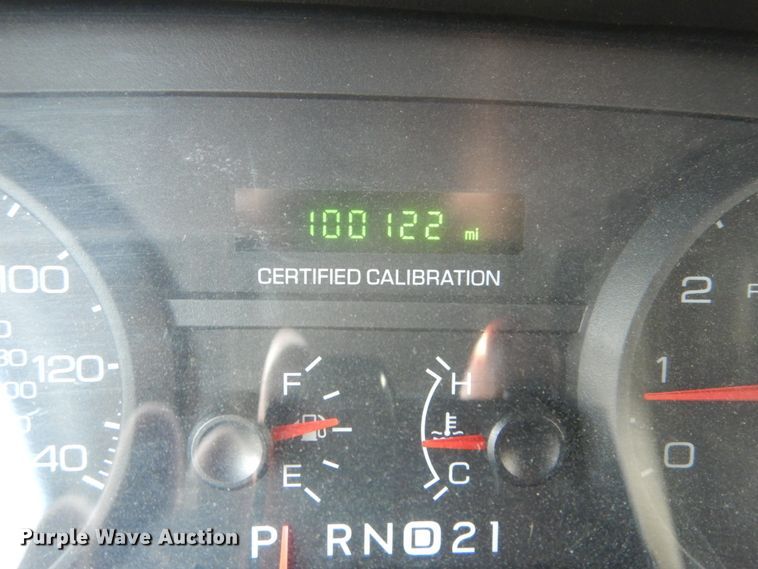 100122 mi
CERTIFIED CALIBRATION
100
120
140
2
1
0
F
E
H
C
P RND21
Purple Wave Auction